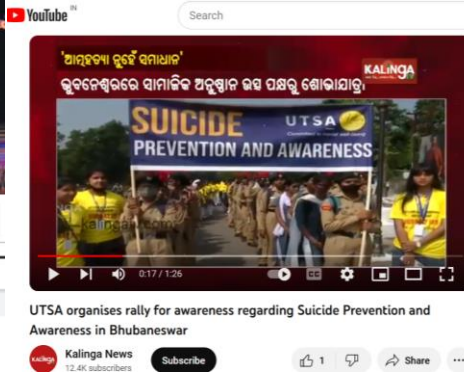 YouTube IN
Search
'ଆତ୍ମହତ୍ୟା ନୁହେଁ ସମାଧାନ'
KALINGA
ଭୁବନେଶ୍ୱରରେ ସାମାଜିକ ଅନୁଷ୍ଠାନ ଉତ୍ସ ପକ୍ଷରୁ ଶୋଭାଯାତ୍ରା
SUICIDE UTSA
PREVENTION AND AWARENESS
0:17 / 1:26
CC
UTSA organises rally for awareness regarding Suicide Prevention and
Awareness in Bhubaneswar
KALINGA
Kalinga News
12.4K subscribers
Subscribe
1
Share